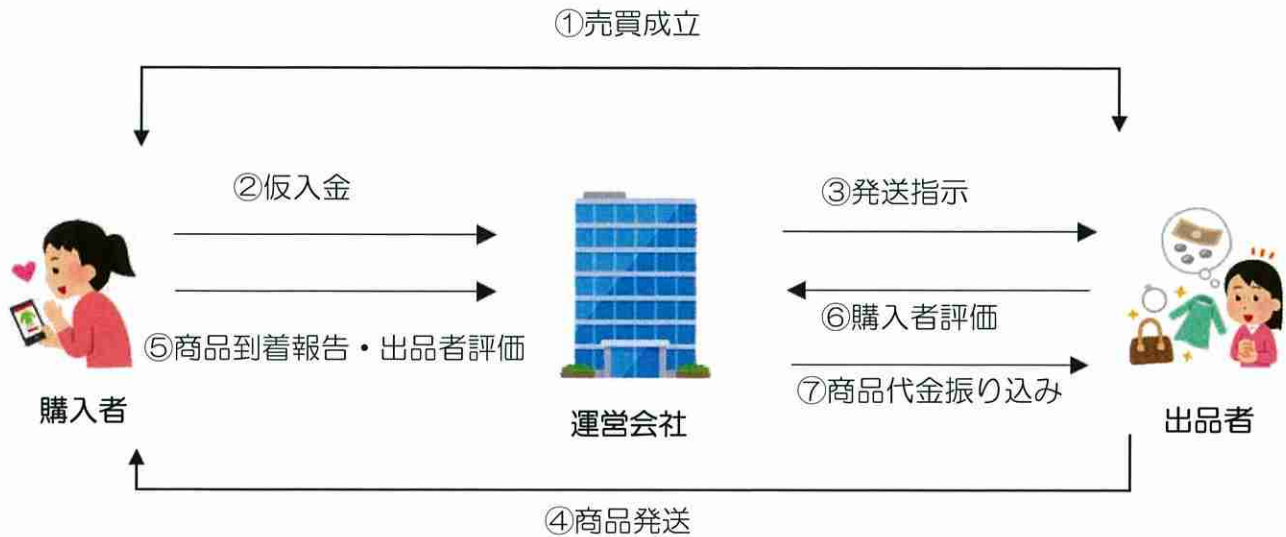 ①売買成立
②仮入金
③発送指示
⑥購入者評価
⑤商品到着報告・出品者評価
⑦商品代金振り込み
購入者
運営会社
出品者
④商品発送